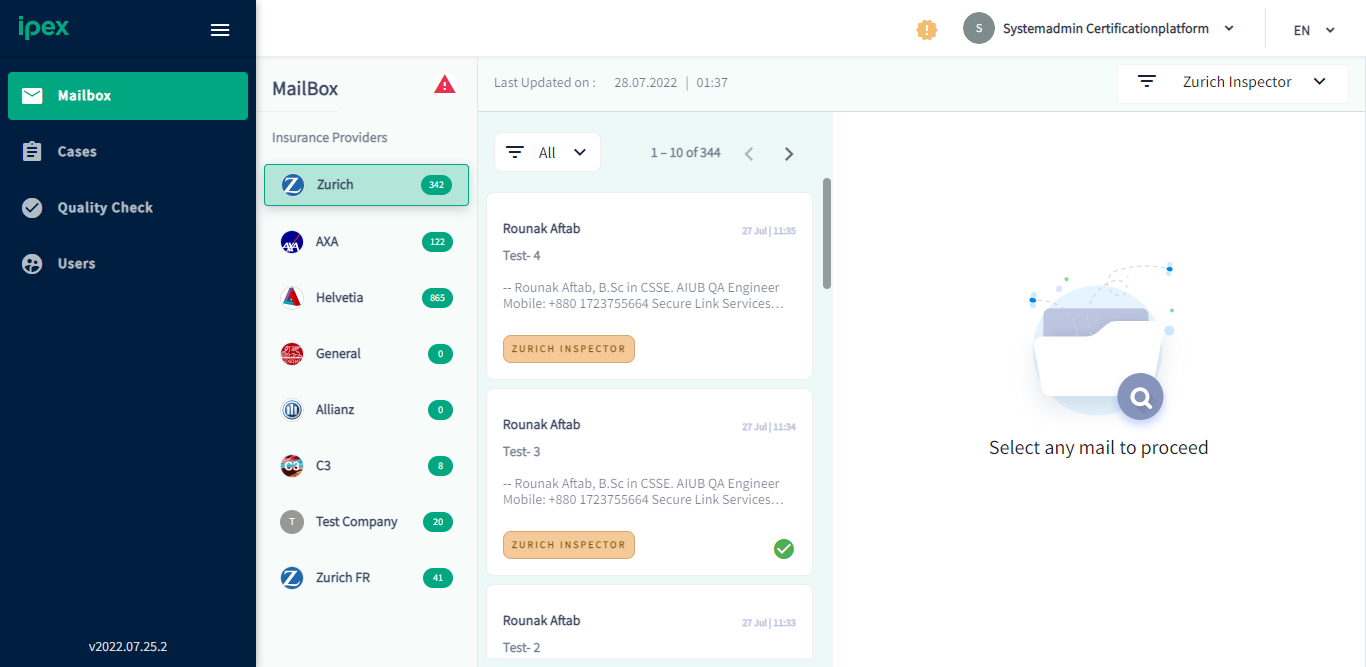 ipex
Mailbox
Cases
Quality Check
Users
v2022.07.25.2
S
Systemadmin Certificationplatform
EN
MailBox
Insurance Providers
Zurich 342
AXA 122
Helvetia 865
General 0
Allianz 0
C3 8
T Test Company 20
Zurich FR 41
Last Updated on : 28.07.2022 | 01:37
Zurich Inspector
All
1 – 10 of 344
Rounak Aftab 27 Jul | 11:35
Test- 4
-- Rounak Aftab, B.Sc in CSSE. AIUB QA Engineer
Mobile: +880 1723755664 Secure Link Services…
ZURICH INSPECTOR
Rounak Aftab 27 Jul | 11:34
Test- 3
-- Rounak Aftab, B.Sc in CSSE. AIUB QA Engineer
Mobile: +880 1723755664 Secure Link Services…
ZURICH INSPECTOR
Rounak Aftab 27 Jul | 11:33
Test- 2
Select any mail to proceed